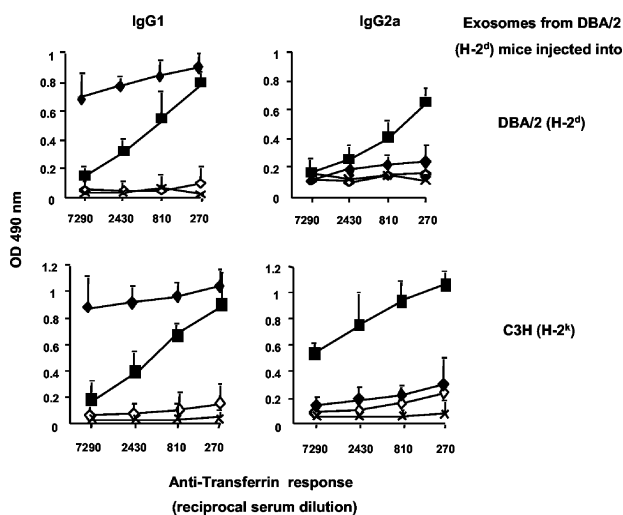 IgG1
IgG2a
Exosomes from DBA/2
(H-2ᵈ) mice injected into
OD 490 nm
1
0.8
0.6
0.4
0.2
0
7290 2430 810 270
1
0.8
0.6
0.4
0.2
0
7290 2430 810 270
DBA/2 (H-2ᵈ)
1.2
1
0.8
0.6
0.4
0.2
0
7290 2430 810 270
1.2
1
0.8
0.6
0.4
0.2
0
7290 2430 810 270
C3H (H-2ᵏ)
Anti-Transferrin response
(reciprocal serum dilution)